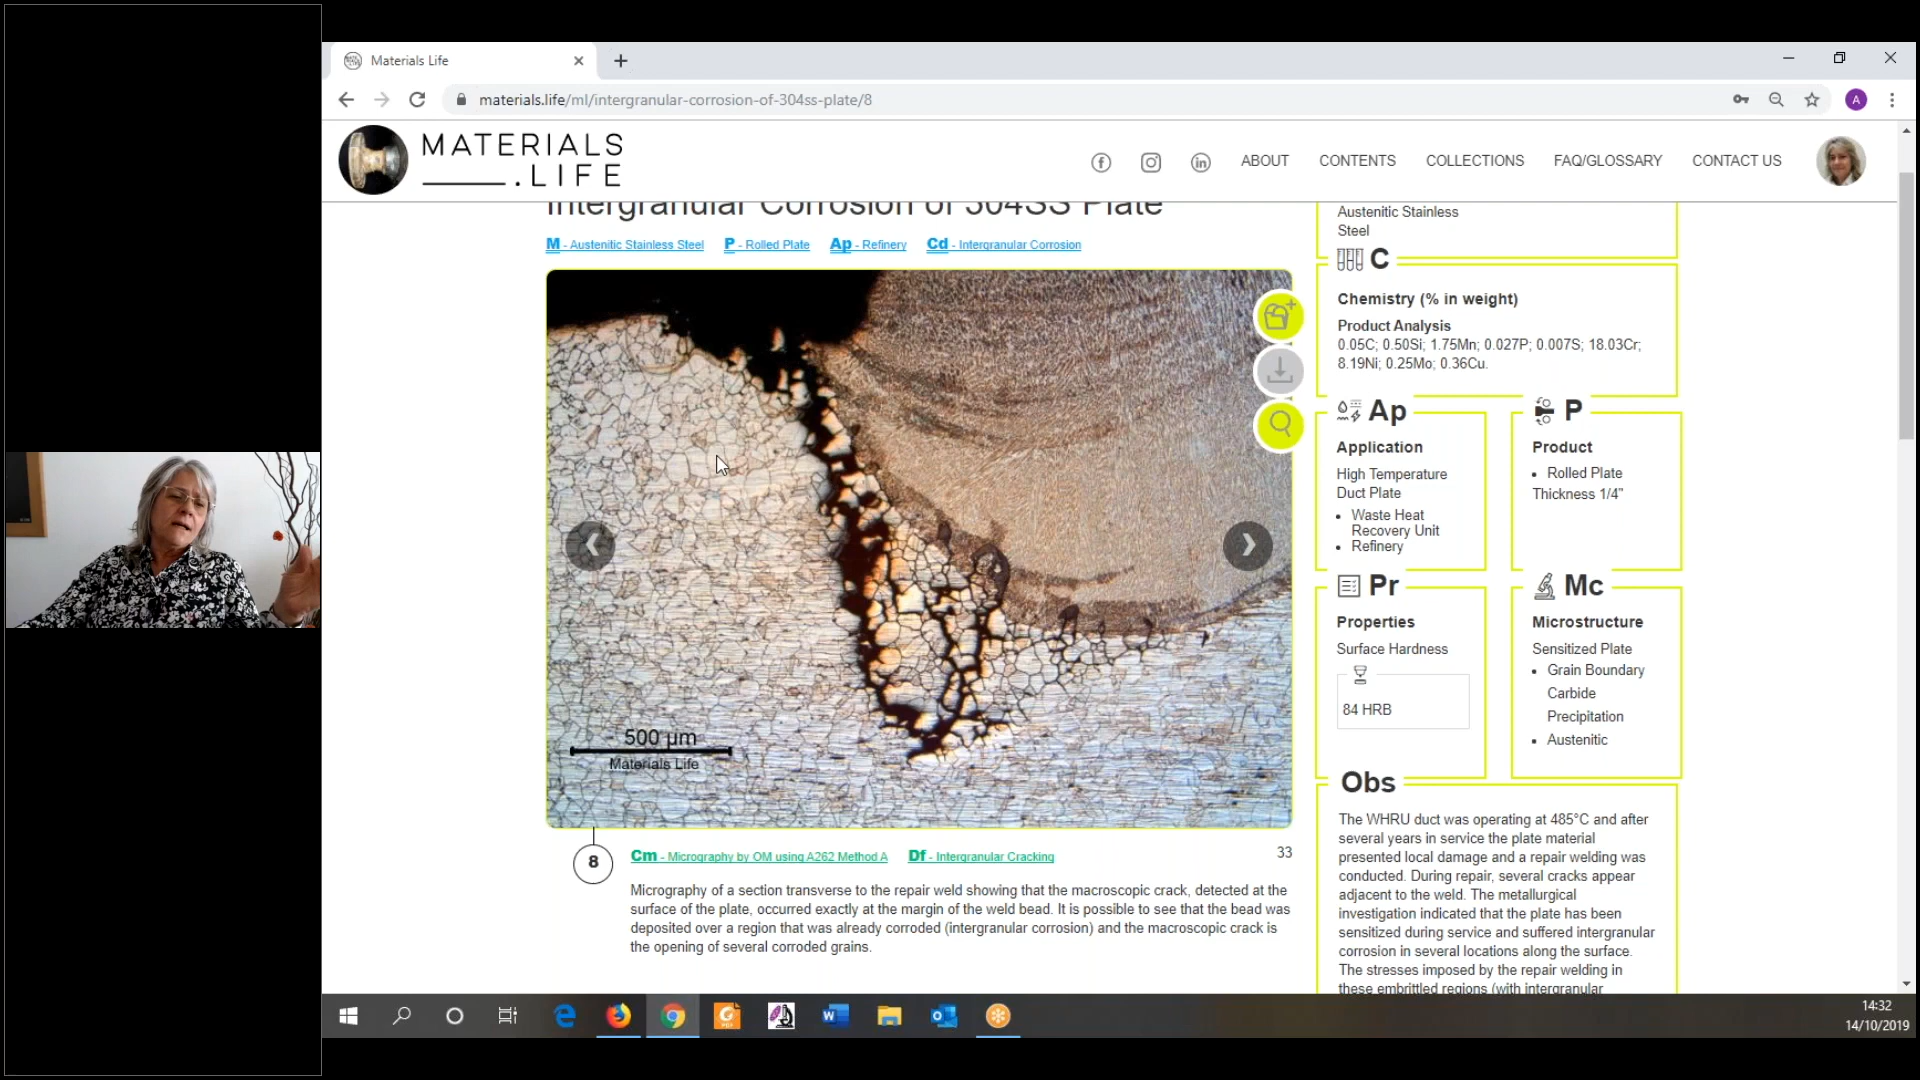 Materials Life
materials.life/ml/intergranular-corrosion-of-304ss-plate/8
A
MATERIALS
.LIFE
ABOUT
CONTENTS
COLLECTIONS
FAQ/GLOSSARY
CONTACT US
Intergranular Corrosion of 304SS Plate
M - Austenitic Stainless Steel
P - Rolled Plate
Ap - Refinery
Cd - Intergranular Corrosion
500 µm
Materials Life
8
Cm - Micrography by OM using A262 Method A
Df - Intergranular Cracking
33
Micrography of a section transverse to the repair weld showing that the macroscopic crack, detected at the
surface of the plate, occurred exactly at the margin of the weld bead. It is possible to see that the bead was
deposited over a region that was already corroded (intergranular corrosion) and the macroscopic crack is
the opening of several corroded grains.
Austenitic Stainless
Steel
C
Chemistry (% in weight)
Product Analysis
0.05C; 0.50Si; 1.75Mn; 0.027P; 0.007S; 18.03Cr;
8.19Ni; 0.25Mo; 0.36Cu.
Ap
Application
High Temperature
Duct Plate
Waste Heat
Recovery Unit
Refinery
P
Product
Rolled Plate
Thickness 1/4"
Pr
Properties
Surface Hardness
84 HRB
Mc
Microstructure
Sensitized Plate
Grain Boundary
Carbide
Precipitation
Austenitic
Obs
The WHRU duct was operating at 485°C and after
several years in service the plate material
presented local damage and a repair welding was
conducted. During repair, several cracks appear
adjacent to the weld. The metallurgical
investigation indicated that the plate has been
sensitized during service and suffered intergranular
corrosion in several locations along the surface.
The stresses imposed by the repair welding in
these embrittled regions (with intergranular
14:32
14/10/2019